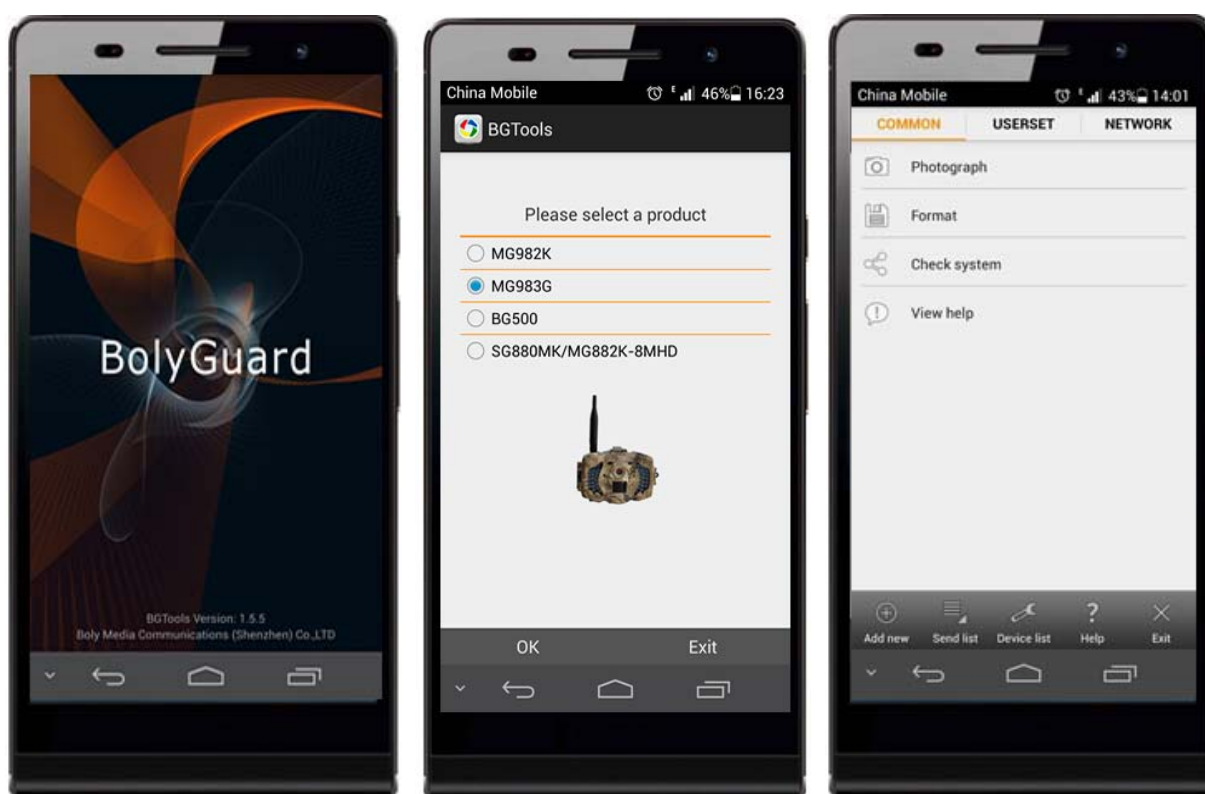 BolyGuard
BGTools Version: 1.5.5
Boly Media Communications (Shenzhen) Co.,LTD
China Mobile E 46% 16:23
BGTools
Please select a product
MG982K
MG983G
BG500
SG880MK/MG882K-8MHD
OK Exit
China Mobile E 43% 14:01
COMMON USERSET NETWORK
Photograph
Format
Check system
View help
Add new Send list Device list Help Exit